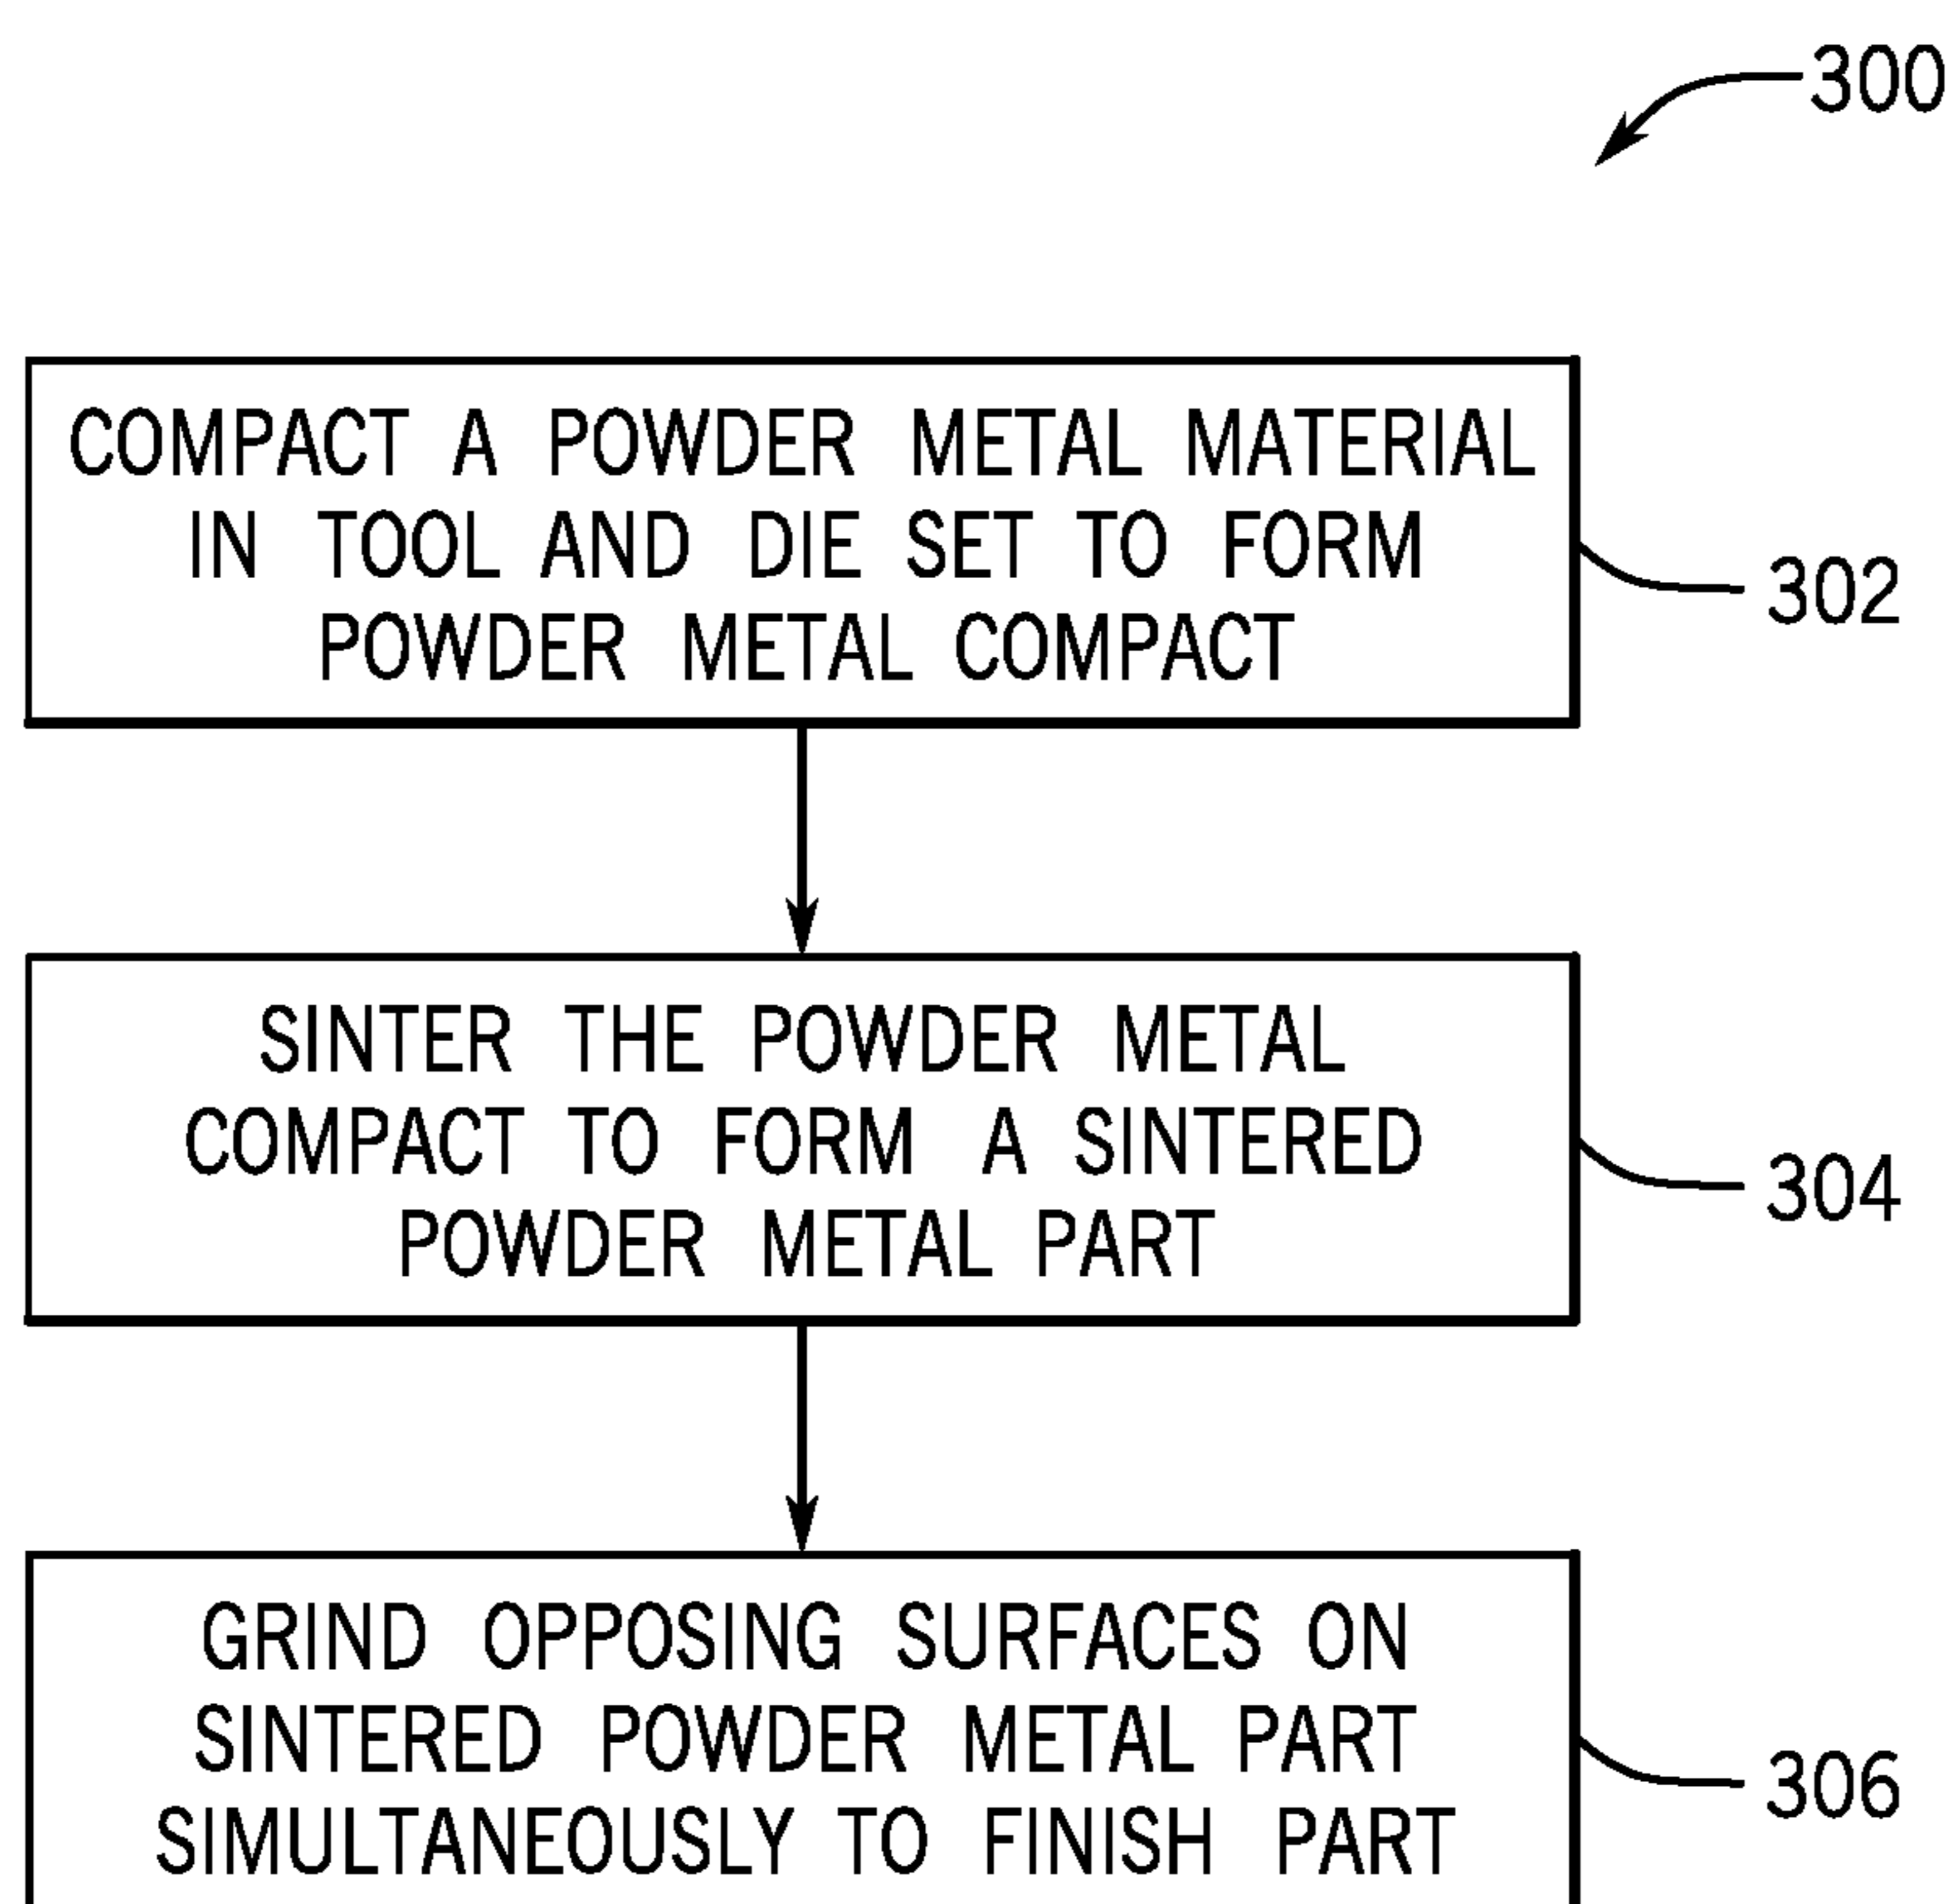 300
COMPACT A POWDER METAL MATERIAL
IN TOOL AND DIE SET TO FORM
POWDER METAL COMPACT
302
SINTER THE POWDER METAL
COMPACT TO FORM A SINTERED
POWDER METAL PART
304
GRIND OPPOSING SURFACES ON
SINTERED POWDER METAL PART
SIMULTANEOUSLY TO FINISH PART
306